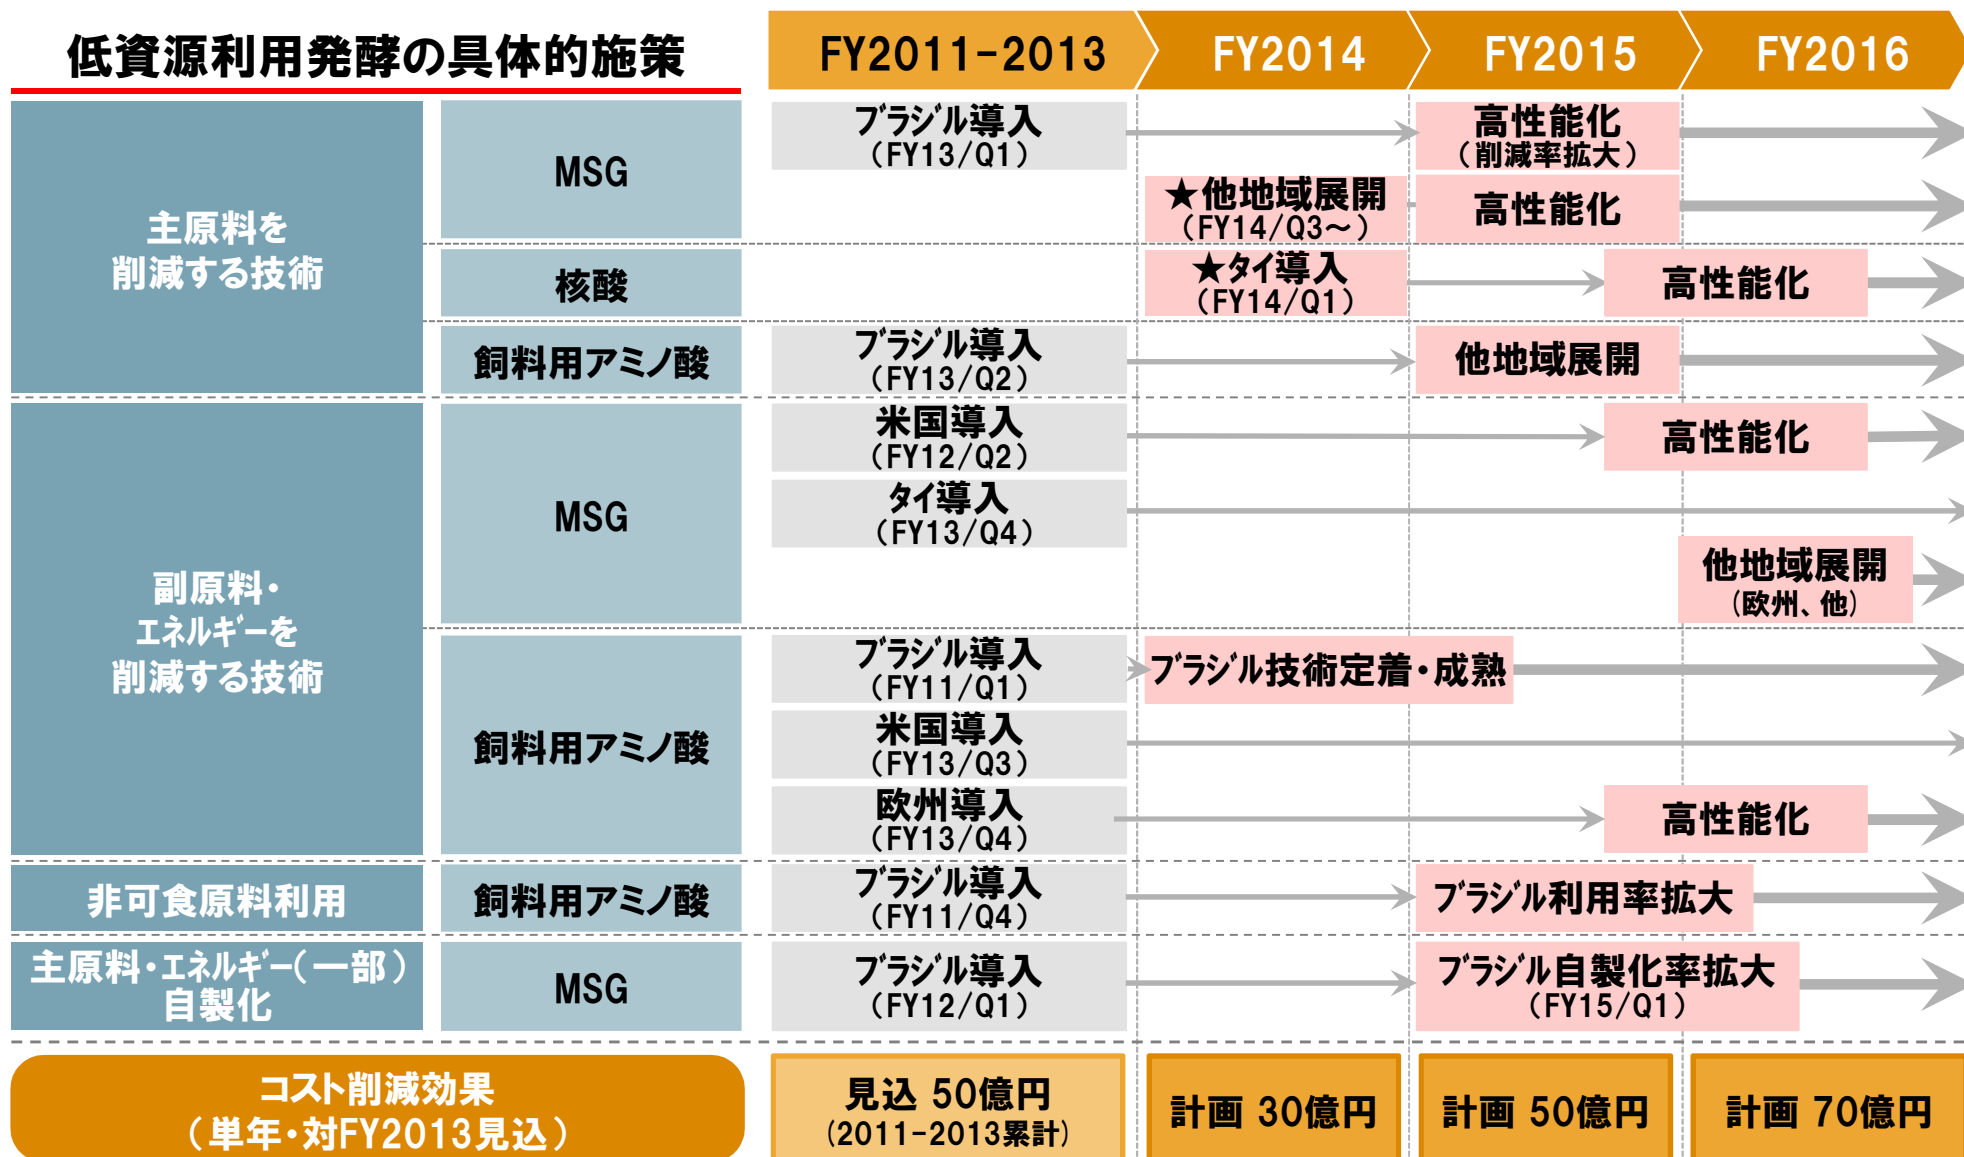 低資源利用発酵の具体的施策
FY2011-2013
FY2014
FY2015
FY2016
主原料を
削減する技術
MSG
ブラジル導入
(FY13/Q1)
高性能化
(削減率拡大)
★他地域展開
(FY14/Q3～)
高性能化
核酸
★タイ導入
(FY14/Q1)
高性能化
飼料用アミノ酸
ブラジル導入
(FY13/Q2)
他地域展開
副原料・
エネルギーを
削減する技術
MSG
米国導入
(FY12/Q2)
高性能化
タイ導入
(FY13/Q4)
他地域展開
(欧州、他)
飼料用アミノ酸
ブラジル導入
(FY11/Q1)
ブラジル技術定着・成熟
米国導入
(FY13/Q3)
欧州導入
(FY13/Q4)
高性能化
非可食原料利用
飼料用アミノ酸
ブラジル導入
(FY11/Q4)
ブラジル利用率拡大
主原料・エネルギー(一部)
自製化
MSG
ブラジル導入
(FY12/Q1)
ブラジル自製化率拡大
(FY15/Q1)
コスト削減効果
(単年・対FY2013見込)
見込 50億円
(2011-2013累計)
計画 30億円
計画 50億円
計画 70億円